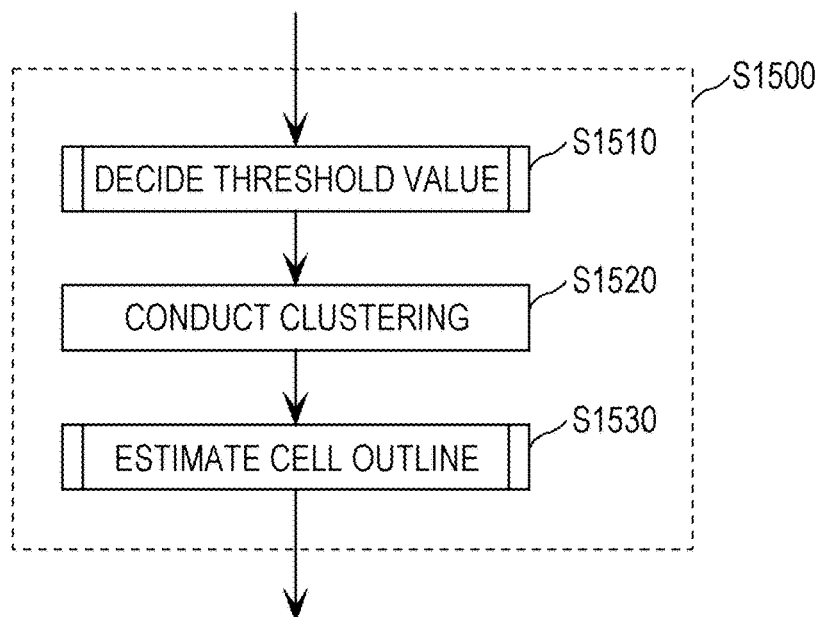 S1500
S1510
DECIDE THRESHOLD VALUE
S1520
CONDUCT CLUSTERING
S1530
ESTIMATE CELL OUTLINE